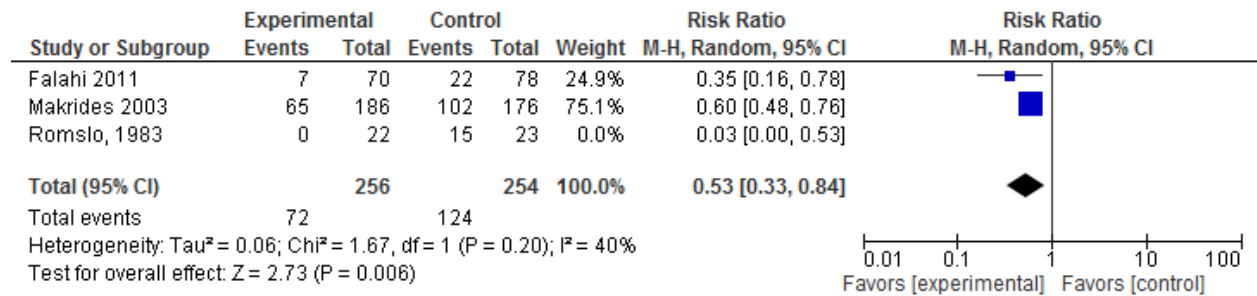 Experimental Control Risk Ratio Risk Ratio
Study or Subgroup Events Total Events Total Weight M-H, Random, 95% CI M-H, Random, 95% CI
Falahi 2011 7 70 22 78 24.9% 0.35 [0.16, 0.78]
Makrides 2003 65 186 102 176 75.1% 0.60 [0.48, 0.76]
Romslo, 1983 0 22 15 23 0.0% 0.03 [0.00, 0.53]
Total (95% CI) 256 254 100.0% 0.53 [0.33, 0.84]
Total events 72 124
Heterogeneity: Tau² = 0.06; Chi² = 1.67, df = 1 (P = 0.20); I² = 40%
Test for overall effect: Z = 2.73 (P = 0.006)
0.01 0.1 1 10 100
Favors [experimental] Favors [control]